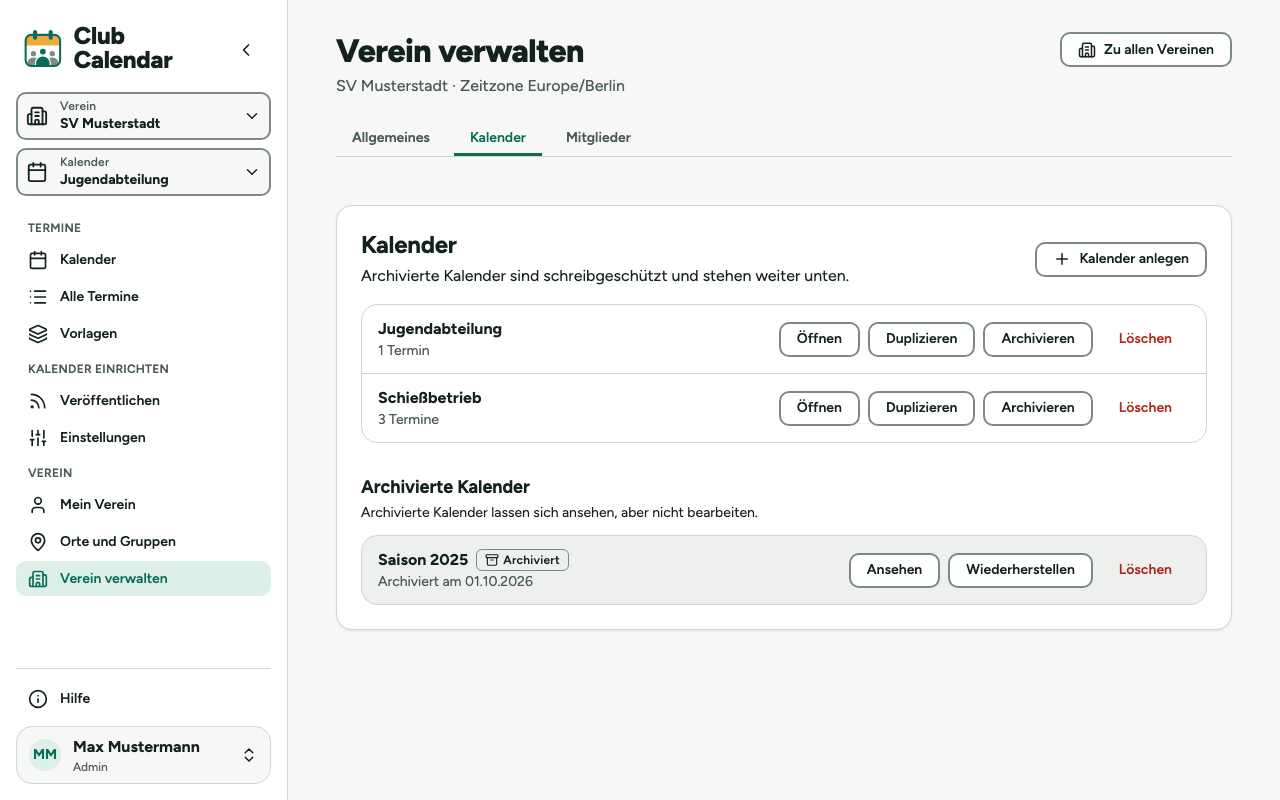 Club
Calendar
Verein
SV Musterstadt
Kalender
Jugendabteilung
TERMINE
Kalender
Alle Termine
Vorlagen
KALENDER EINRICHTEN
Veröffentlichen
Einstellungen
VEREIN
Mein Verein
Orte und Gruppen
Verein verwalten
Hilfe
MM
Max Mustermann
Admin
Verein verwalten
Zu allen Vereinen
SV Musterstadt · Zeitzone Europe/Berlin
Allgemeines Kalender Mitglieder
Kalender
Archivierte Kalender sind schreibgeschützt und stehen weiter unten.
Kalender anlegen
Jugendabteilung
1 Termin
Öffnen Duplizieren Archivieren Löschen
Schießbetrieb
3 Termine
Öffnen Duplizieren Archivieren Löschen
Archivierte Kalender
Archivierte Kalender lassen sich ansehen, aber nicht bearbeiten.
Saison 2025 Archiviert
Archiviert am 01.10.2026
Ansehen Wiederherstellen Löschen